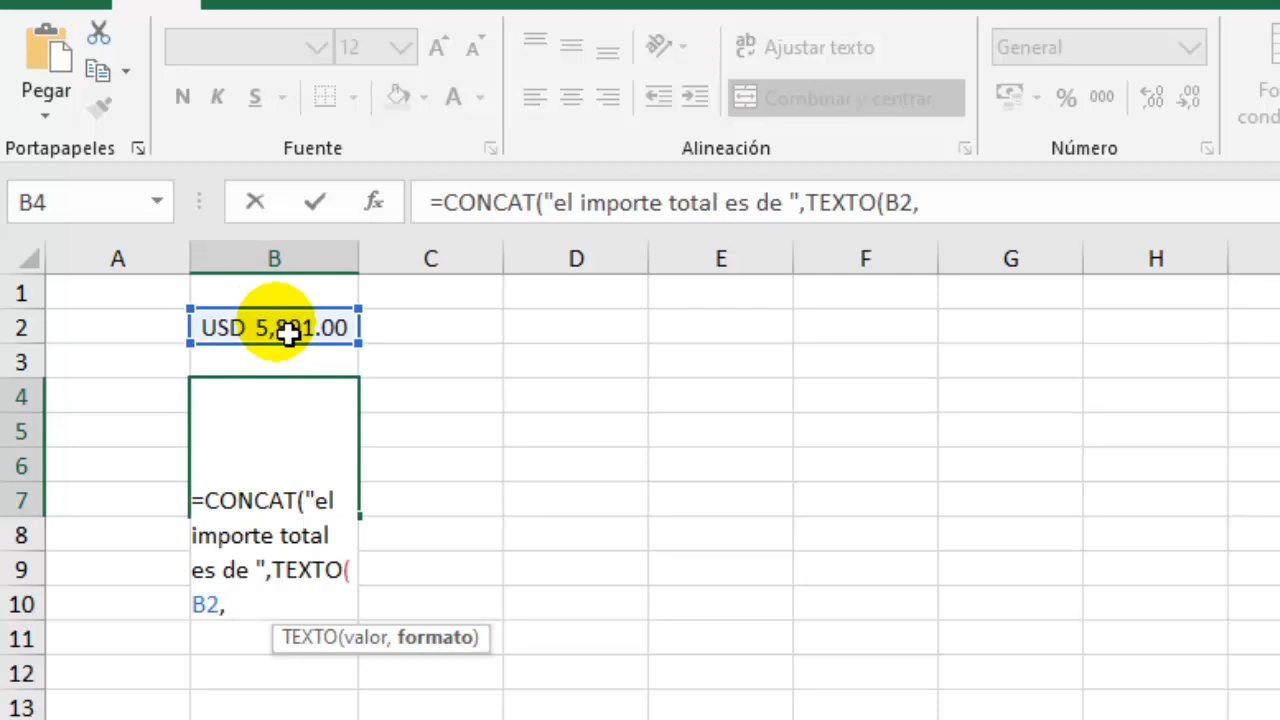 12
Ajustar texto
General
Pegar
N K S
A
Combinar y centrar
% 000
Fo
cond
Portapapeles
Fuente
Alineación
Número
B4
fx
=CONCAT("el importe total es de ",TEXTO(B2,
A B C D E F G H
1
2
USD 5,891.00
3
4
5
6
7
=CONCAT("el
8
importe total
9
es de ",TEXTO(
10
B2,
11
TEXTO(valor, formato)
12
13